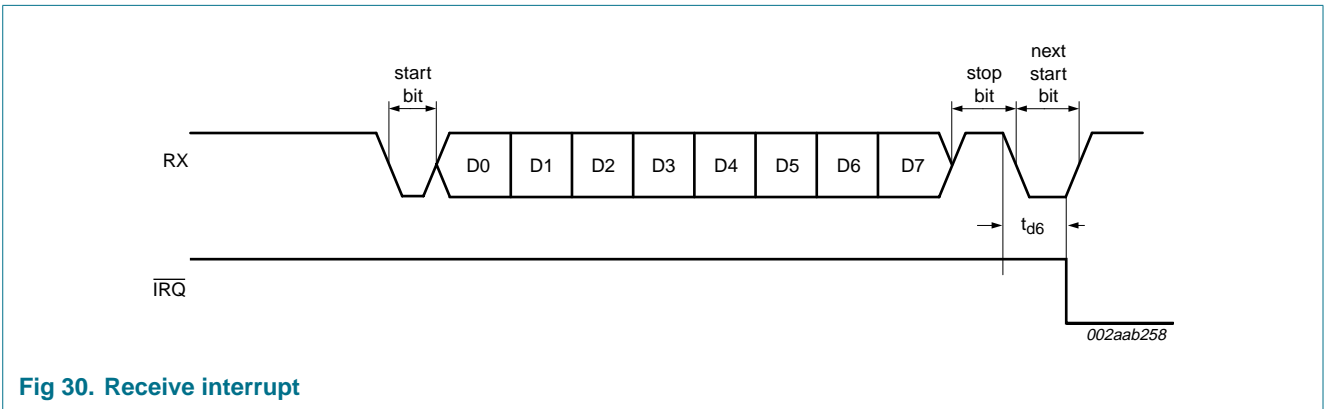 next
start
bit
start
bit
stop
bit
RX
D0 D1 D2 D3 D4 D5 D6 D7
td6
IRQ
002aab258
Fig 30. Receive interrupt